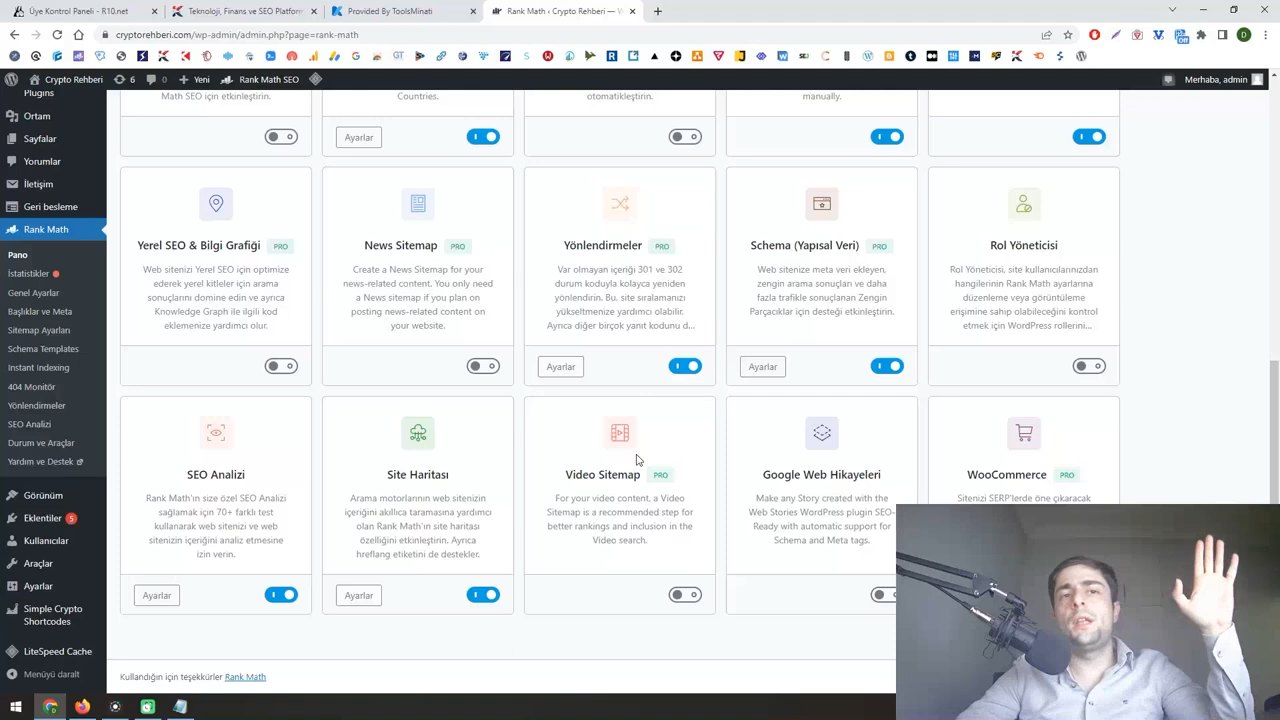 Üye Kontrol Paneli - R10.net
Teknoloji, Finans ve SEO Platform
Provided By ToolsMinati
Rank Math ‹ Crypto Rehberi — W
cryptorehberi.com/wp-admin/admin.php?page=rank-math
Crypto Rehberi
6
0
Yeni
Rank Math SEO
Merhaba, admin
Plugins
Ortam
Sayfalar
Yorumlar
İletişim
Geri besleme
Rank Math
Pano
İstatistikler
Genel Ayarlar
Başlıklar ve Meta
Sitemap Ayarları
Schema Templates
Instant Indexing
404 Monitör
Yönlendirmeler
SEO Analizi
Durum ve Araçlar
Yardım ve Destek
Görünüm
Eklentiler 5
Kullanıcılar
Araçlar
Ayarlar
Simple Crypto
Shortcodes
LiteSpeed Cache
Menüyü daralt
Math SEO için etkinleştirin.
Countries.
Ayarlar
otomatikleştirin.
manually.
Yerel SEO & Bilgi Grafiği PRO
Web sitenizi Yerel SEO için optimize
ederek yerel kitleler için arama
sonuçlarını domine edin ve ayrıca
Knowledge Graph ile ilgili kod
eklemenize yardımcı olur.
News Sitemap PRO
Create a News Sitemap for your
news-related content. You only need
a News sitemap if you plan on
posting news-related content on
your website.
Yönlendirmeler PRO
Var olmayan içeriği 301 ve 302
durum koduyla kolayca yeniden
yönlendirin. Bu, site sıralamanızı
yükseltmenize yardımcı olabilir.
Ayrıca diğer birçok yanıt kodunu d...
Ayarlar
Schema (Yapısal Veri) PRO
Web sitenize meta veri ekleyen,
zengin arama sonuçları ve daha
fazla trafikle sonuçlanan Zengin
Parçacıklar için desteği etkinleştirin.
Ayarlar
Rol Yöneticisi
Rol Yöneticisi, site kullanıcılarınızdan
hangilerinin Rank Math ayarlarına
düzenleme veya görüntüleme
erişimine sahip olabileceğini kontrol
etmek için WordPress rollerini...
SEO Analizi
Rank Math'ın size özel SEO Analizi
sağlamak için 70+ farklı test
kullanarak web sitenizi ve web
sitenizin içeriğini analiz etmesine
izin verin.
Ayarlar
Site Haritası
Arama motorlarının web sitenizin
içeriğini akıllıca taramasına yardımcı
olan Rank Math'ın site haritası
özelliğini etkinleştirin. Ayrıca
hreflang etiketini de destekler.
Ayarlar
Video Sitemap PRO
For your video content, a Video
Sitemap is a recommended step for
better rankings and inclusion in the
Video search.
Google Web Hikayeleri
Make any Story created with the
Web Stories WordPress plugin SEO-
Ready with automatic support for
Schema and Meta tags.
WooCommerce PRO
Sitenizi SERP'lerde öne çıkaracak
Kullandığın için teşekkürler Rank Math